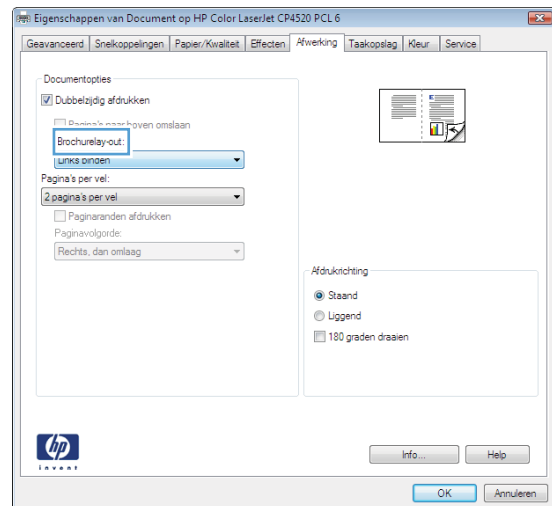 Eigenschappen van Document op HP Color LaserJet CP4520 PCL 6
Geavanceerd Snelkoppelingen Papier/Kwaliteit Effecten Afwerking Taakopslag Kleur Service
Documentopties
Dubbelzijdig afdrukken
Pagina's naar boven omslaan
Brochurelay-out:
Links binden
Pagina's per vel:
2 pagina's per vel
Paginaranden afdrukken
Paginavolgorde:
Rechts, dan omlaag
Afdrukrichting
Staand
Liggend
180 graden draaien
hp
invent
Info...
Help
OK
Annuleren